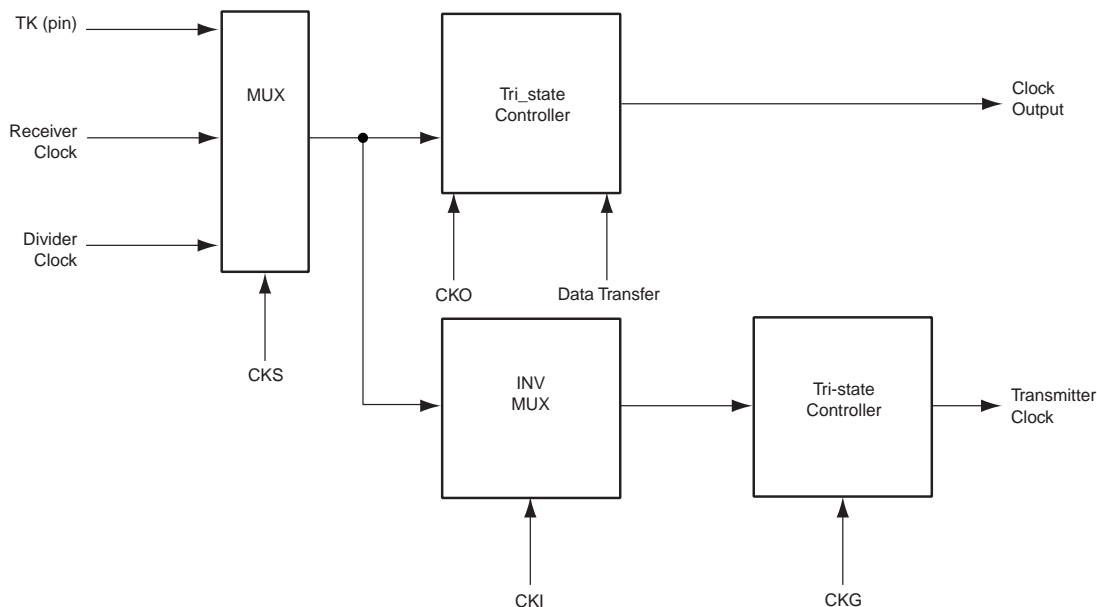 TK (pin)
MUX
Tri_state
Controller
Clock
Output
Receiver
Clock
Divider
Clock
CKO
Data Transfer
CKS
INV
MUX
Tri-state
Controller
Transmitter
Clock
CKI
CKG